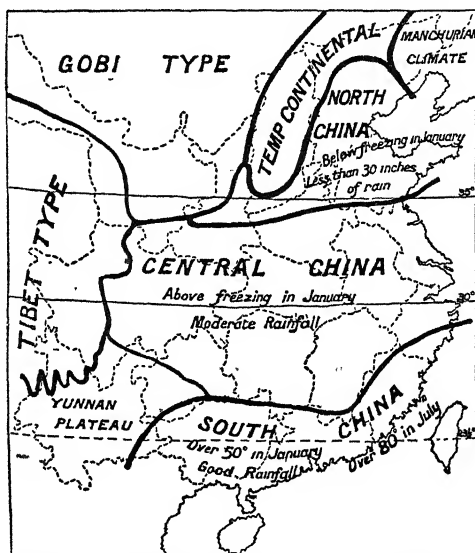 GOBI TYPE
TEMP CONTINENTAL
MANCHURIAN
CLIMATE
NORTH
CHINA
Below freezing in January
Less than 30 inches
of rain
35°
TIBET TYPE
CENTRAL CHINA
Above freezing in January
30°
Moderate Rainfall
YUNNAN
PLATEAU
SOUTH CHINA
Over 50° in January
Good Rainfall
Over 80° in July
23½°